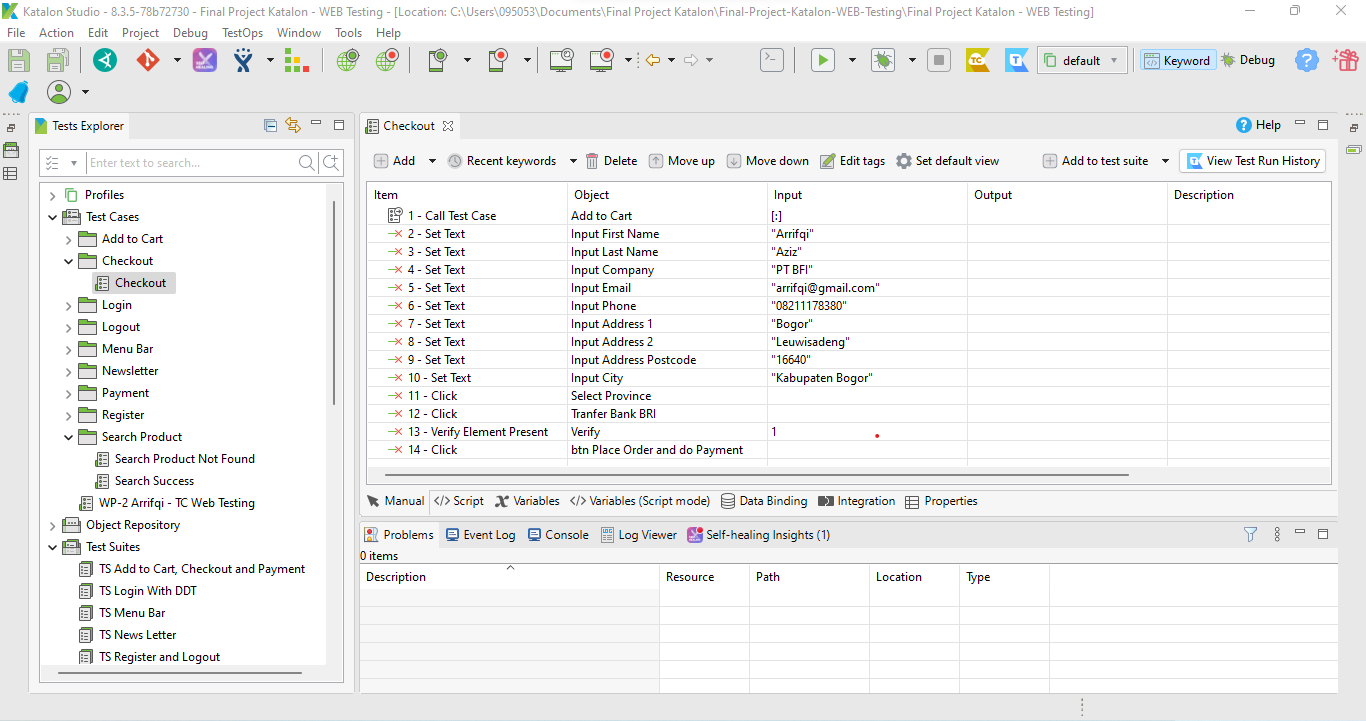 Katalon Studio - 8.3.5-78b72730 - Final Project Katalon - WEB Testing - [Location: C:\Users\095053\Documents\Final Project Katalon\Final-Project-Katalon-WEB-Testing\Final Project Katalon - WEB Testing]
File Action Edit Project Debug TestOps Window Tools Help
default Keyword Debug
Tests Explorer
Enter text to search...
Profiles
Test Cases
Add to Cart
Checkout
Checkout
Login
Logout
Menu Bar
Newsletter
Payment
Register
Search Product
Search Product Not Found
Search Success
WP-2 Arrifqi - TC Web Testing
Object Repository
Test Suites
TS Add to Cart, Checkout and Payment
TS Login With DDT
TS Menu Bar
TS News Letter
TS Register and Logout
Checkout Help
Add Recent keywords Delete Move up Move down Edit tags Set default view Add to test suite View Test Run History
Item Object Input Output Description
1 - Call Test Case Add to Cart [:]
2 - Set Text Input First Name "Arrifqi"
3 - Set Text Input Last Name "Aziz"
4 - Set Text Input Company "PT BFI"
5 - Set Text Input Email "arrifqi@gmail.com"
6 - Set Text Input Phone "08211178380"
7 - Set Text Input Address 1 "Bogor"
8 - Set Text Input Address 2 "Leuwisadeng"
9 - Set Text Input Address Postcode "16640"
10 - Set Text Input City "Kabupaten Bogor"
11 - Click Select Province
12 - Click Tranfer Bank BRI
13 - Verify Element Present Verify 1
14 - Click btn Place Order and do Payment
Manual </> Script Variables </> Variables (Script mode) Data Binding Integration Properties
Problems Event Log Console Log Viewer Self-healing Insights (1)
0 items
Description Resource Path Location Type